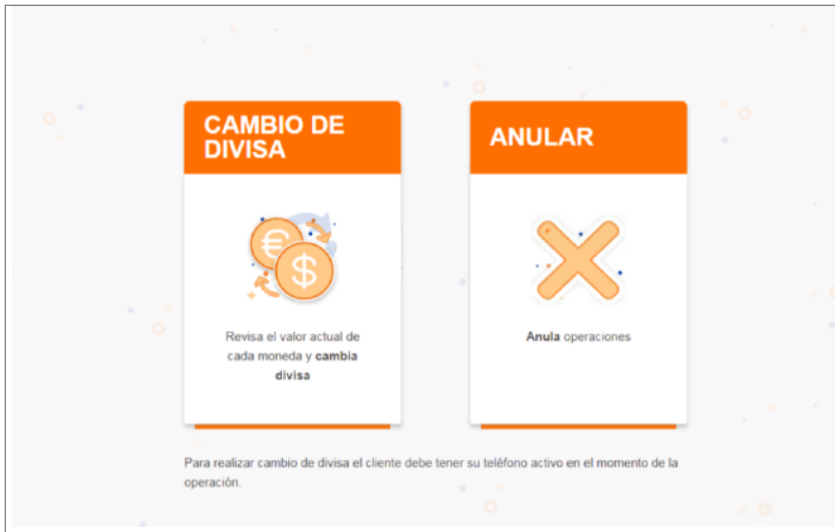 CAMBIO DE
DIVISA
€
$
Revisa el valor actual de
cada moneda y cambia
divisa
ANULAR
Anula operaciones
Para realizar cambio de divisa el cliente debe tener su teléfono activo en el momento de la
operación.